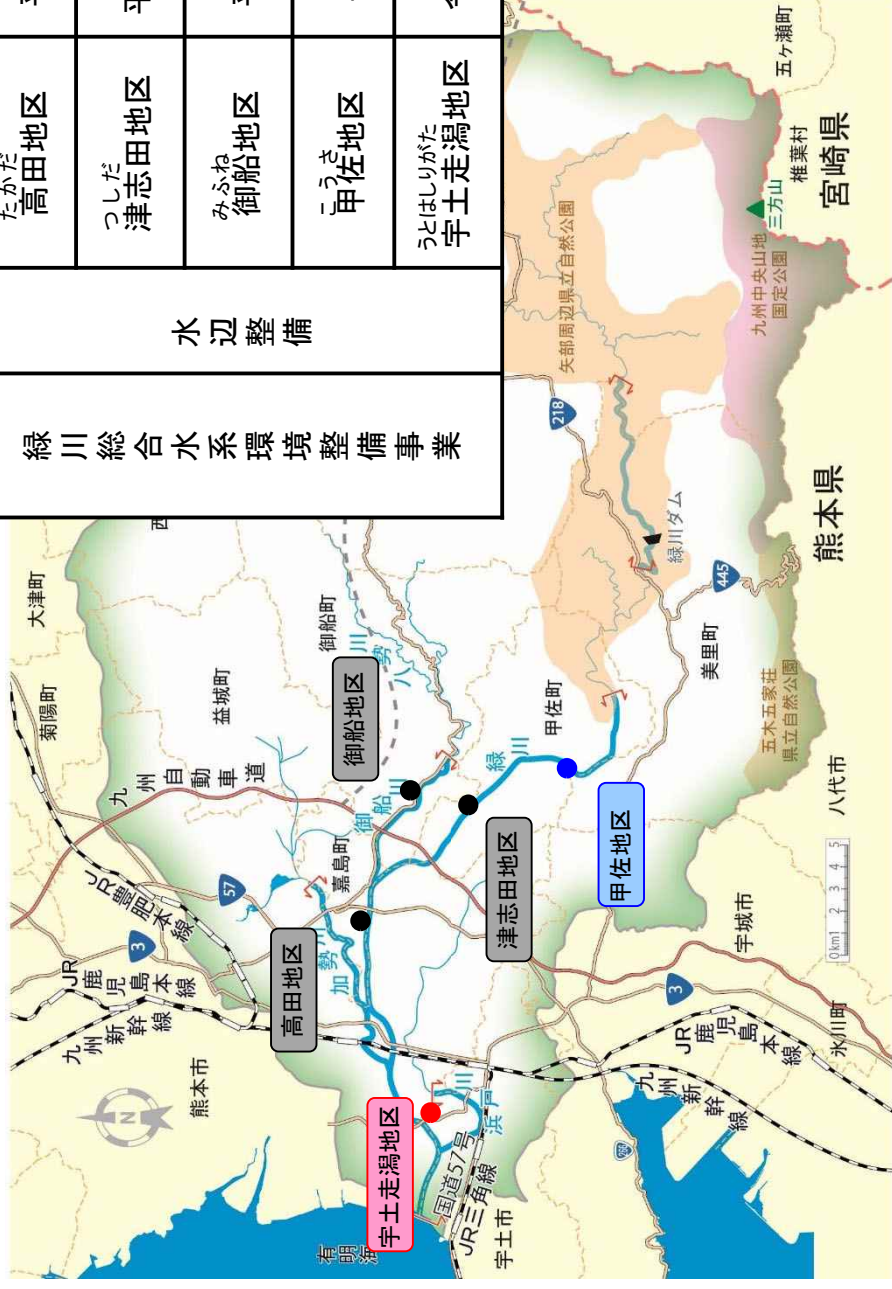 緑川総合水系環境整備事業
水辺整備
たかだ
高田地区
つしだ
津志田地区
みふね
御船地区
こうさ
甲佐地区
うとはしりがた
宇土走潟地区
平
大津町
菊陽町
西
益城町
御船町
九州自動車道
JR豊肥本線
57
3
JR鹿児島本線
九州新幹線
熊本市
N
嘉島町
御船地区
八勢川
御船川
加勢川
高田地区
緑川
津志田地区
甲佐町
甲佐地区
宇土走潟地区
浜戸川
国道57号
JR三角線
宇土市
有明海
矢部周辺県立自然公園
218
緑川ダム
445
美里町
九州中央山地
国定公園
三方山
五ヶ瀬町
椎葉村
宮崎県
熊本県
五木五家荘
県立自然公園
八代市
宇城市
氷川町
3
JR鹿児島本線
九州新幹線
266
0km1 2 3 4 5